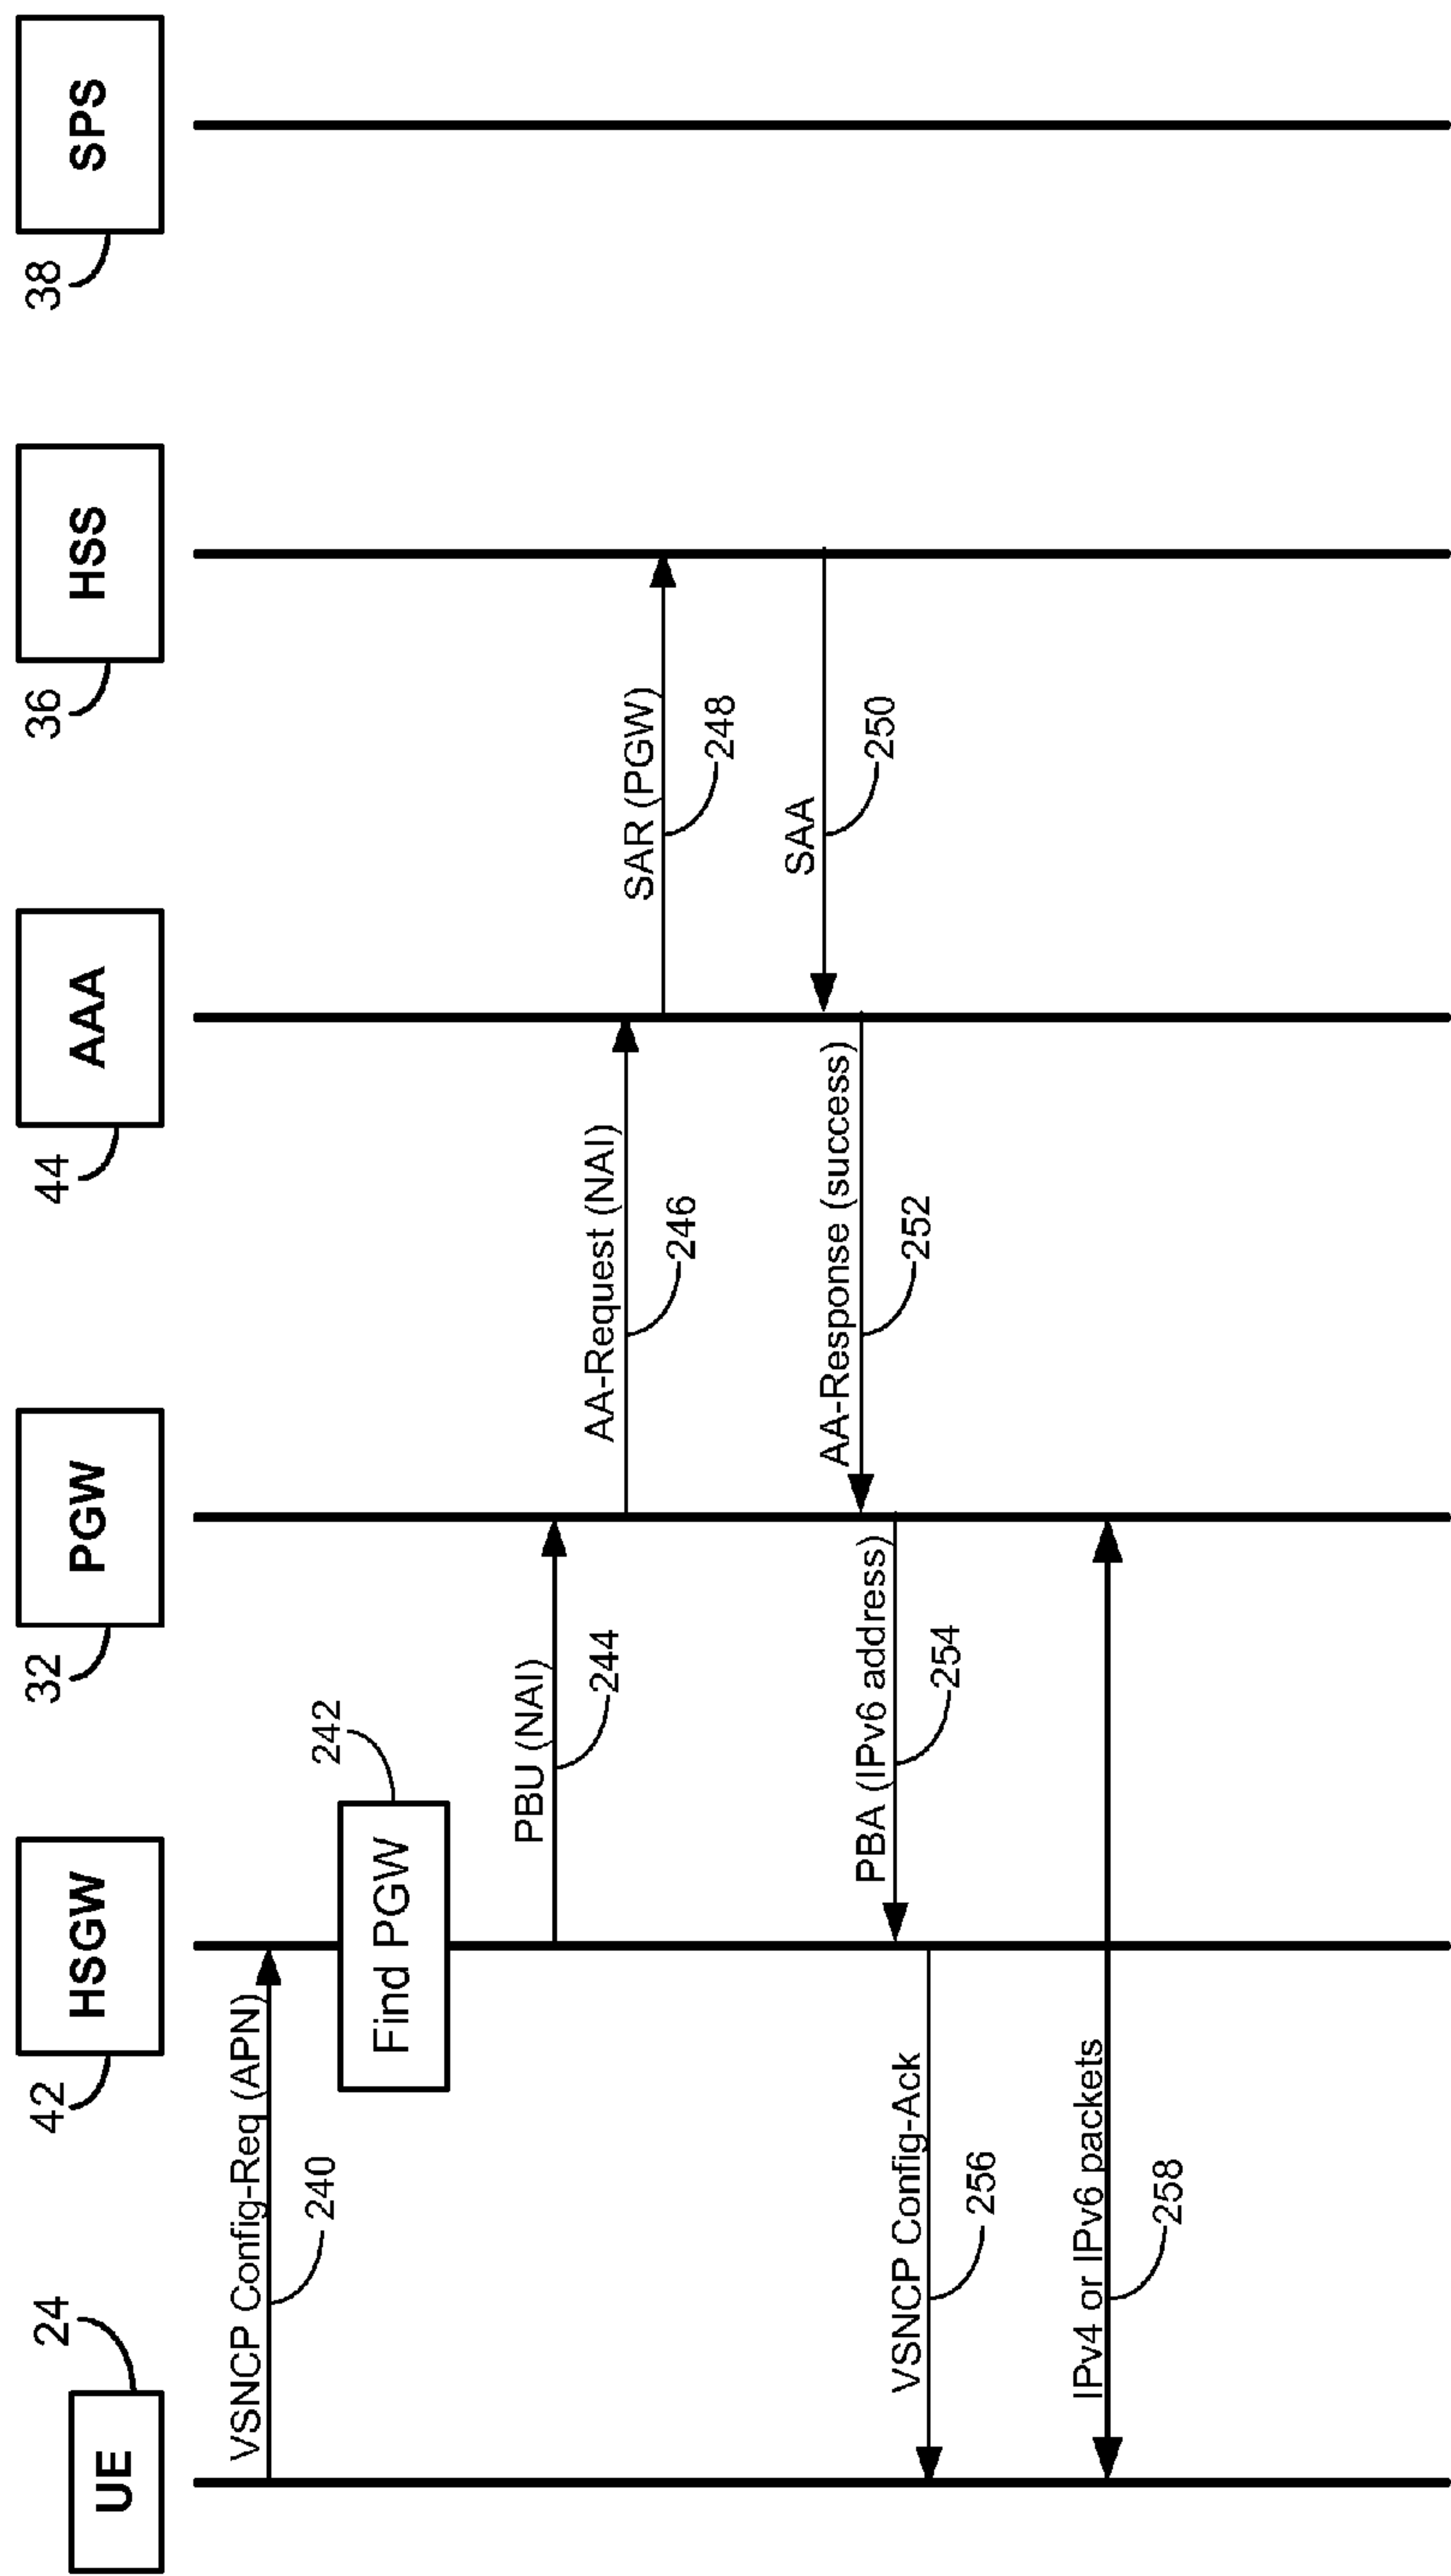 UE
24
HSGW
42
PGW
32
AAA
44
HSS
36
SPS
38
VSNCP Config-Req (APN)
240
Find PGW
242
PBU (NAI)
244
AA-Request (NAI)
246
SAR (PGW)
248
SAA
250
AA-Response (success)
252
PBA (IPv6 address)
254
VSNCP Config-Ack
256
IPv4 or IPv6 packets
258